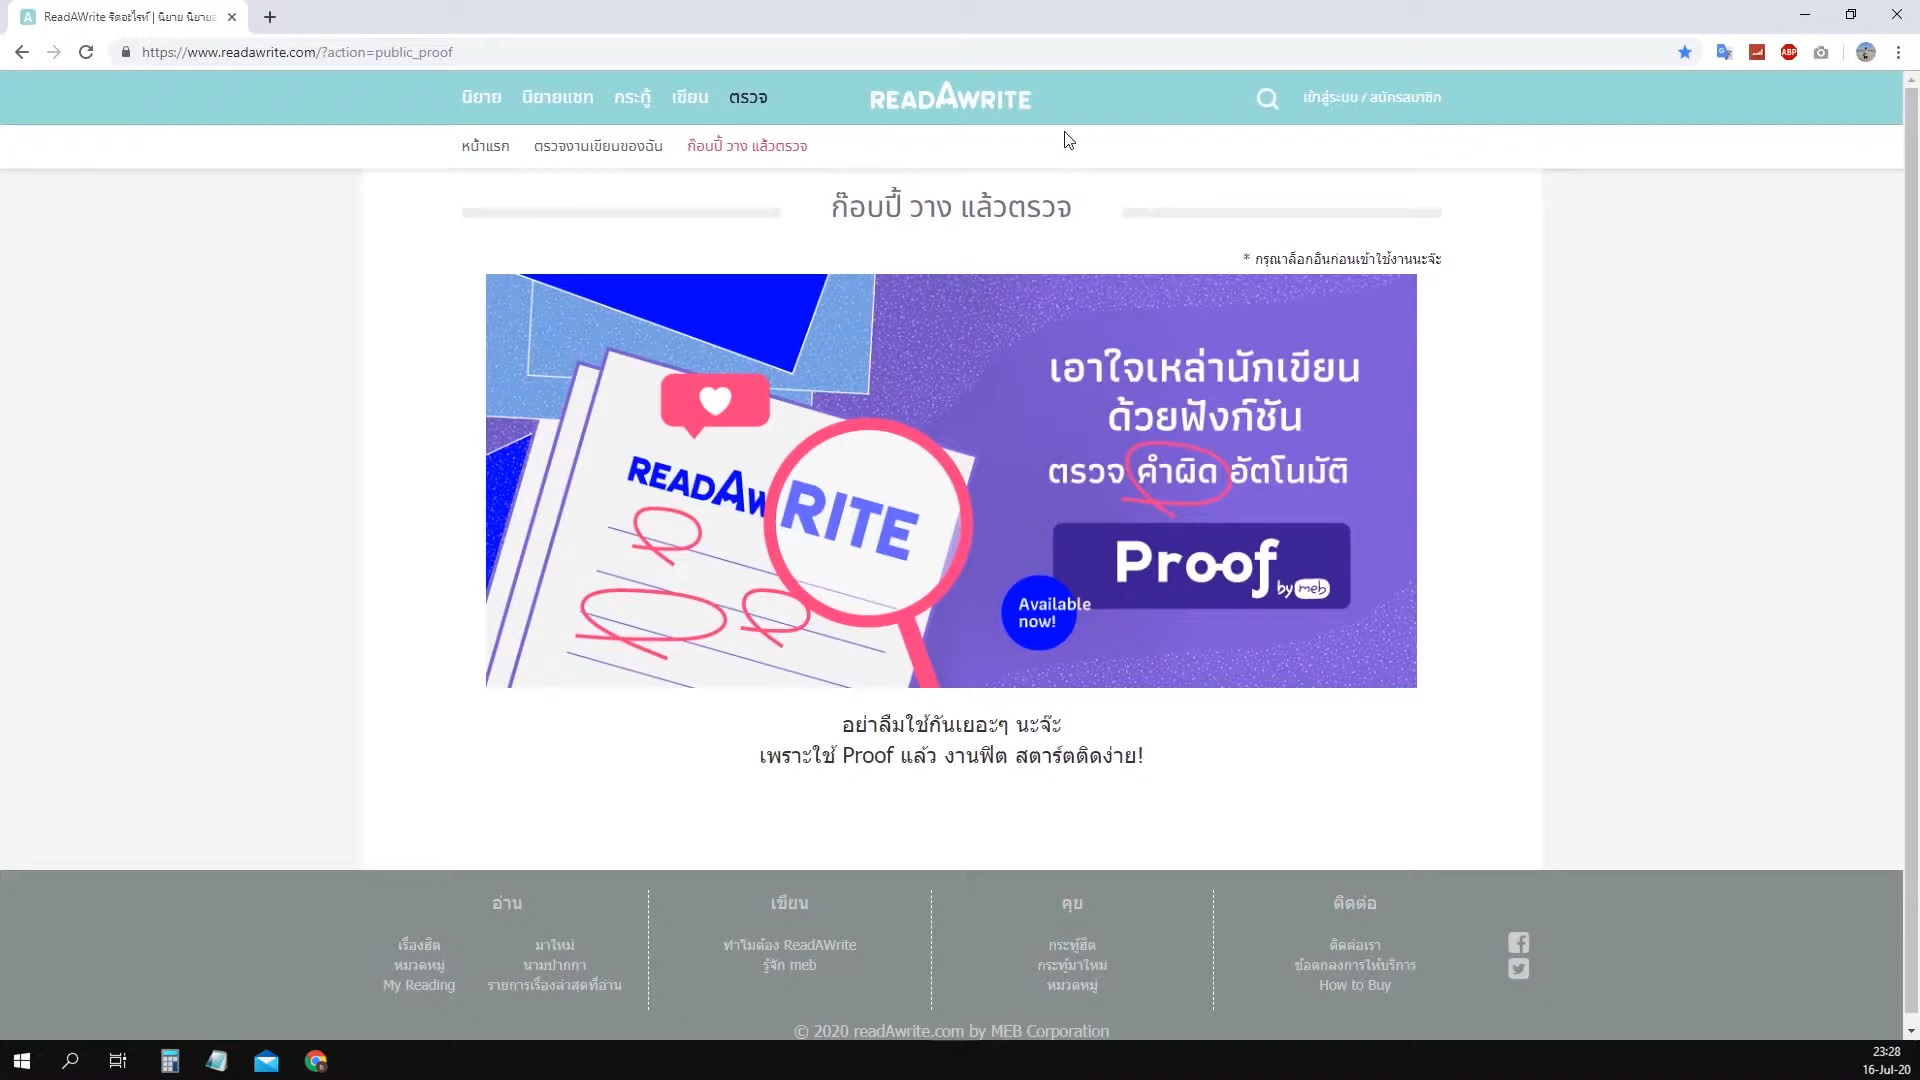 ReadAWrite รีดอะไรท์ | นิยาย นิยายแ
https://www.readawrite.com/?action=public_proof
ABP
นิยาย นิยายแชท กระทู้ เขียน ตรวจ
READAWRITE
เข้าสู่ระบบ / สมัครสมาชิก
หน้าแรก ตรวจงานเขียนของฉัน ก๊อบปี้ วาง แล้วตรวจ
ก๊อบปี้ วาง แล้วตรวจ
* กรุณาล็อกอินก่อนเข้าใช้งานนะจ๊ะ
READAWRITE
เอาใจเหล่านักเขียน
ด้วยฟังก์ชัน
ตรวจ คำผิด อัตโนมัติ
Proof
by meb
Available
now!
อย่าลืมใช้กันเยอะๆ นะจ๊ะ
เพราะใช้ Proof แล้ว งานฟิต สตาร์ตติดง่าย!
อ่าน
เรื่องฮิต มาใหม่
หมวดหมู่ นามปากกา
My Reading รายการเรื่องล่าสุดที่อ่าน
เขียน
ทำไมต้อง ReadAWrite
รู้จัก meb
คุย
กระทู้ฮิต
กระทู้มาใหม่
หมวดหมู่
ติดต่อ
ติดต่อเรา
ข้อตกลงการให้บริการ
How to Buy
© 2020 readAwrite.com by MEB Corporation
23:28
16-Jul-20